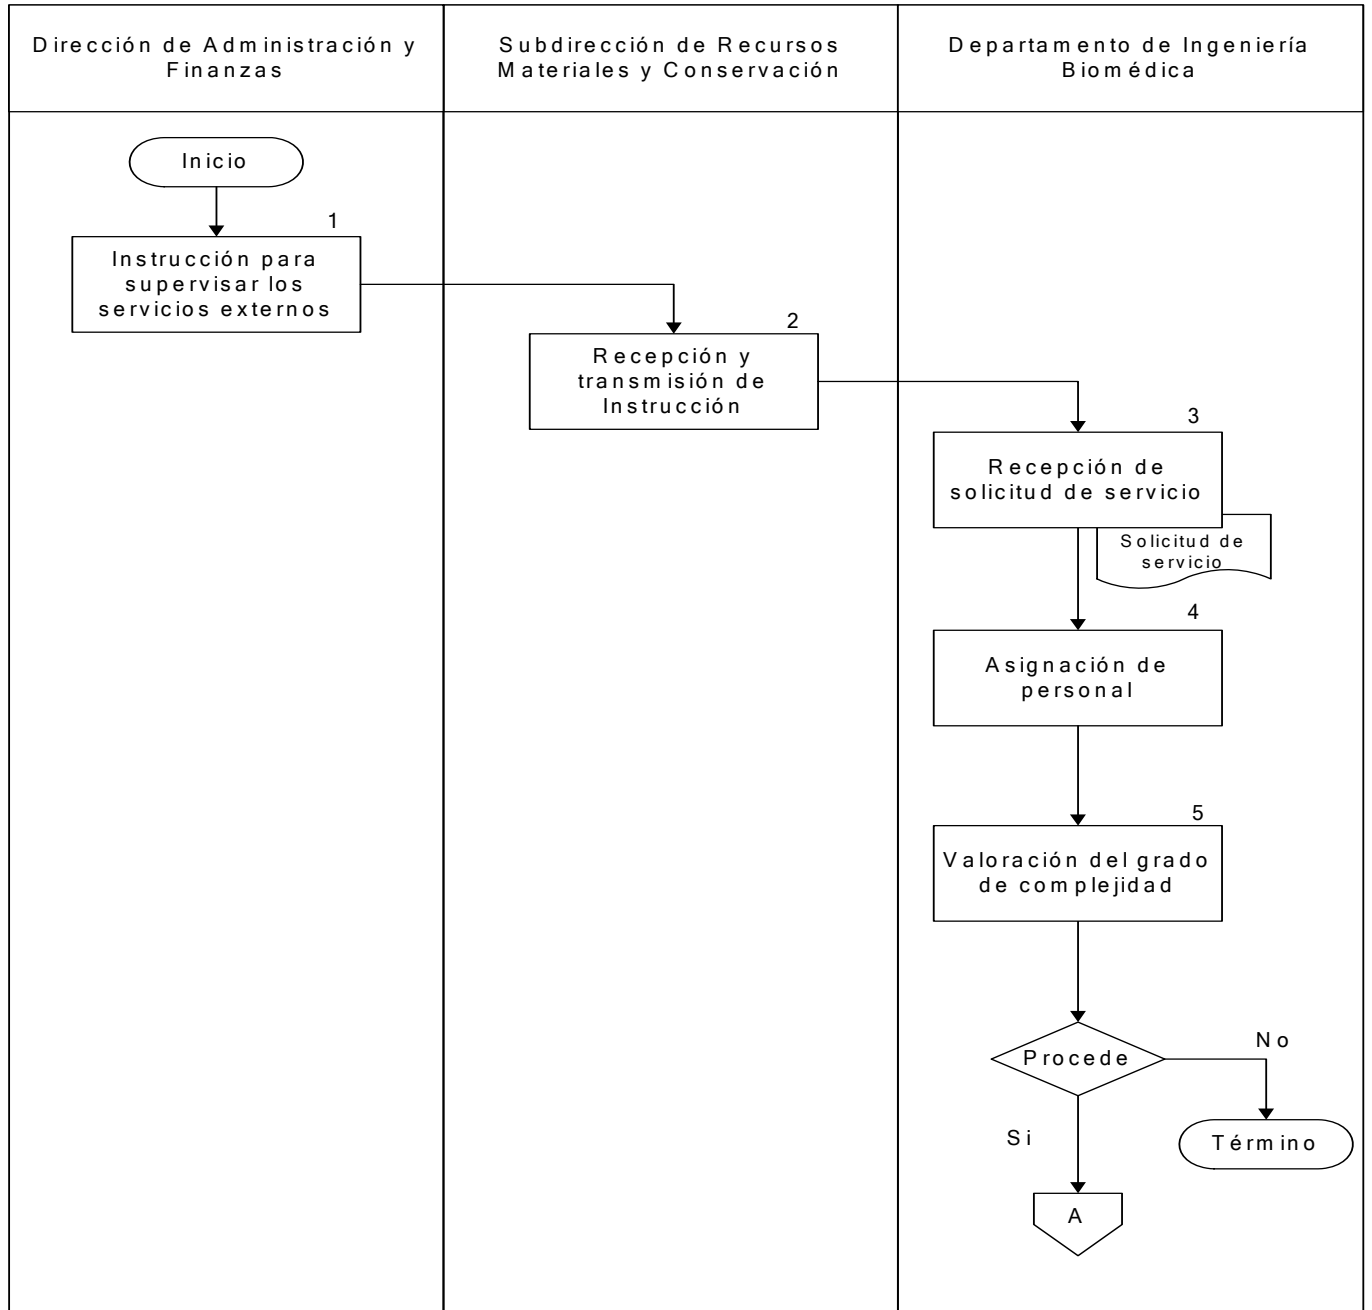 Dirección de Administración y
Finanzas
Subdirección de Recursos
Materiales y Conservación
Departamento de Ingeniería
Biomédica
Inicio
1
Instrucción para
supervisar los
servicios externos
2
Recepción y
transmisión de
Instrucción
3
Recepción de
solicitud de servicio
Solicitud de
servicio
4
Asignación de
personal
5
Valoración del grado
de complejidad
Procede
No
Si
Término
A